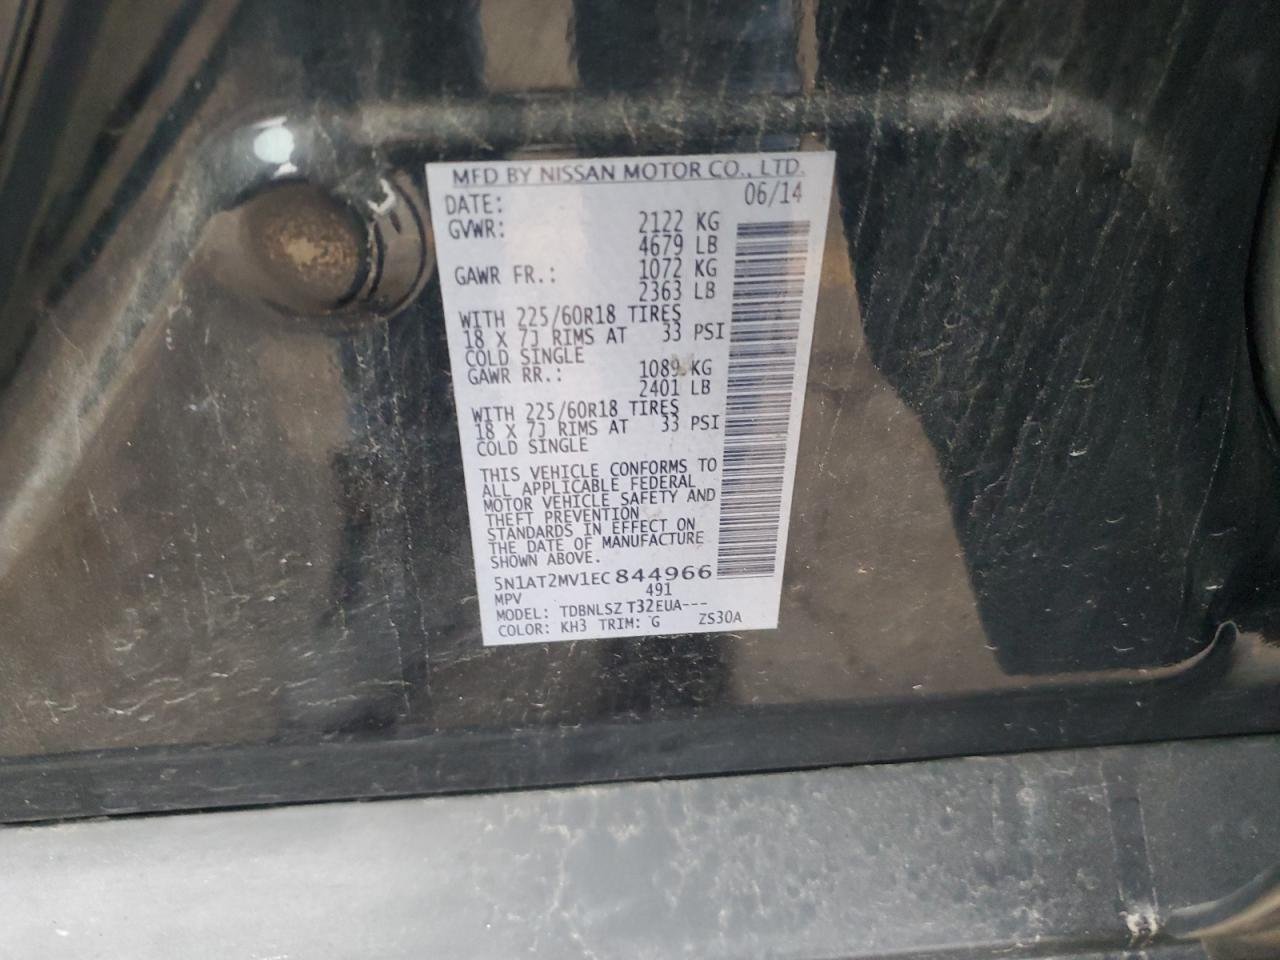 MFD BY NISSAN MOTOR CO., LTD.
DATE: 06/14
GVWR: 2122 KG
4679 LB
GAWR FR.: 1072 KG
2363 LB
WITH 225/60R18 TIRES
18 X 7J RIMS AT 33 PSI
COLD SINGLE
GAWR RR.: 1089 KG
2401 LB
WITH 225/60R18 TIRES
18 X 7J RIMS AT 33 PSI
COLD SINGLE
THIS VEHICLE CONFORMS TO
ALL APPLICABLE FEDERAL
MOTOR VEHICLE SAFETY AND
THEFT PREVENTION
STANDARDS IN EFFECT ON
THE DATE OF MANUFACTURE
SHOWN ABOVE.
5N1AT2MV1EC844966
MPV 491
MODEL: TDBNLSZ T32EUA---
COLOR: KH3 TRIM: G ZS30A